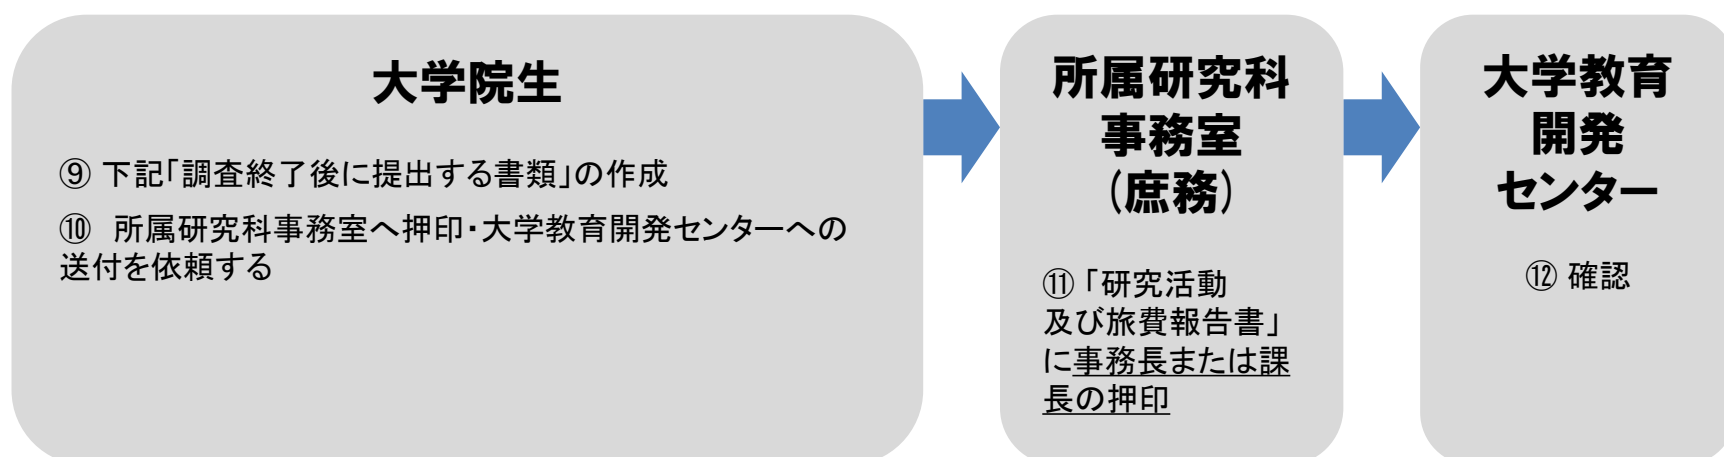 大学院生
⑨ 下記「調査終了後に提出する書類」の作成
⑩ 所属研究科事務室へ押印・大学教育開発センターへの
送付を依頼する
所属研究科
事務室
(庶務)
⑪「研究活動
及び旅費報告書」
に事務長または課
長の押印
大学教育
開発
センター
⑫ 確認